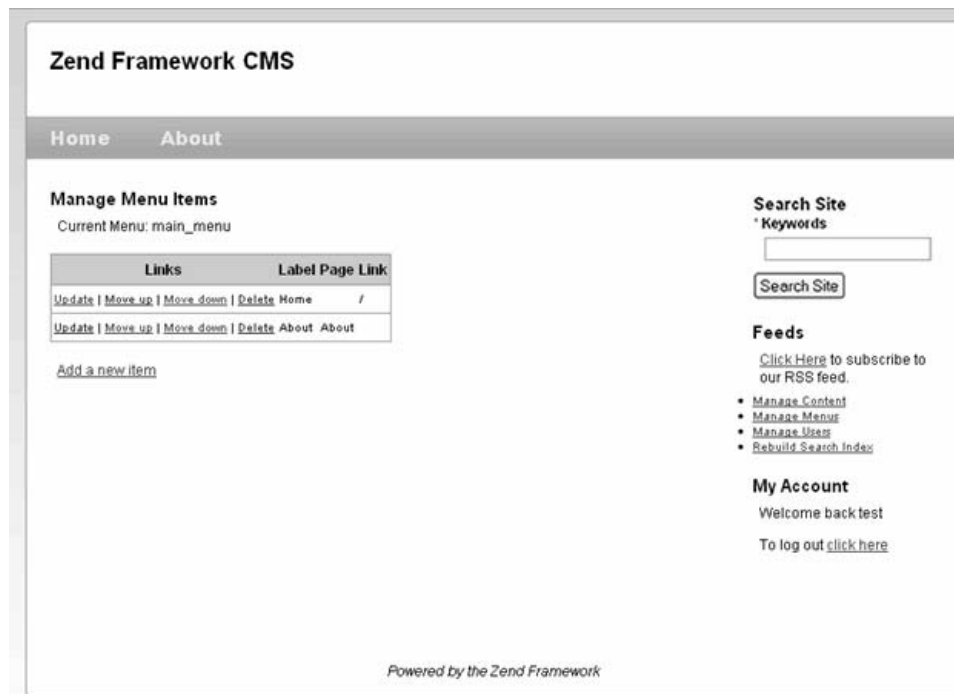 Zend Framework CMS
Home About
Manage Menu Items
Current Menu: main_menu
Links Label Page Link
Update | Move up | Move down | Delete Home /
Update | Move up | Move down | Delete About About
Add a new item
Search Site
* Keywords
Search Site
Feeds
Click Here to subscribe to
our RSS feed.
Manage Content
Manage Menus
Manage Users
Rebuild Search Index
My Account
Welcome back test
To log out click here
Powered by the Zend Framework